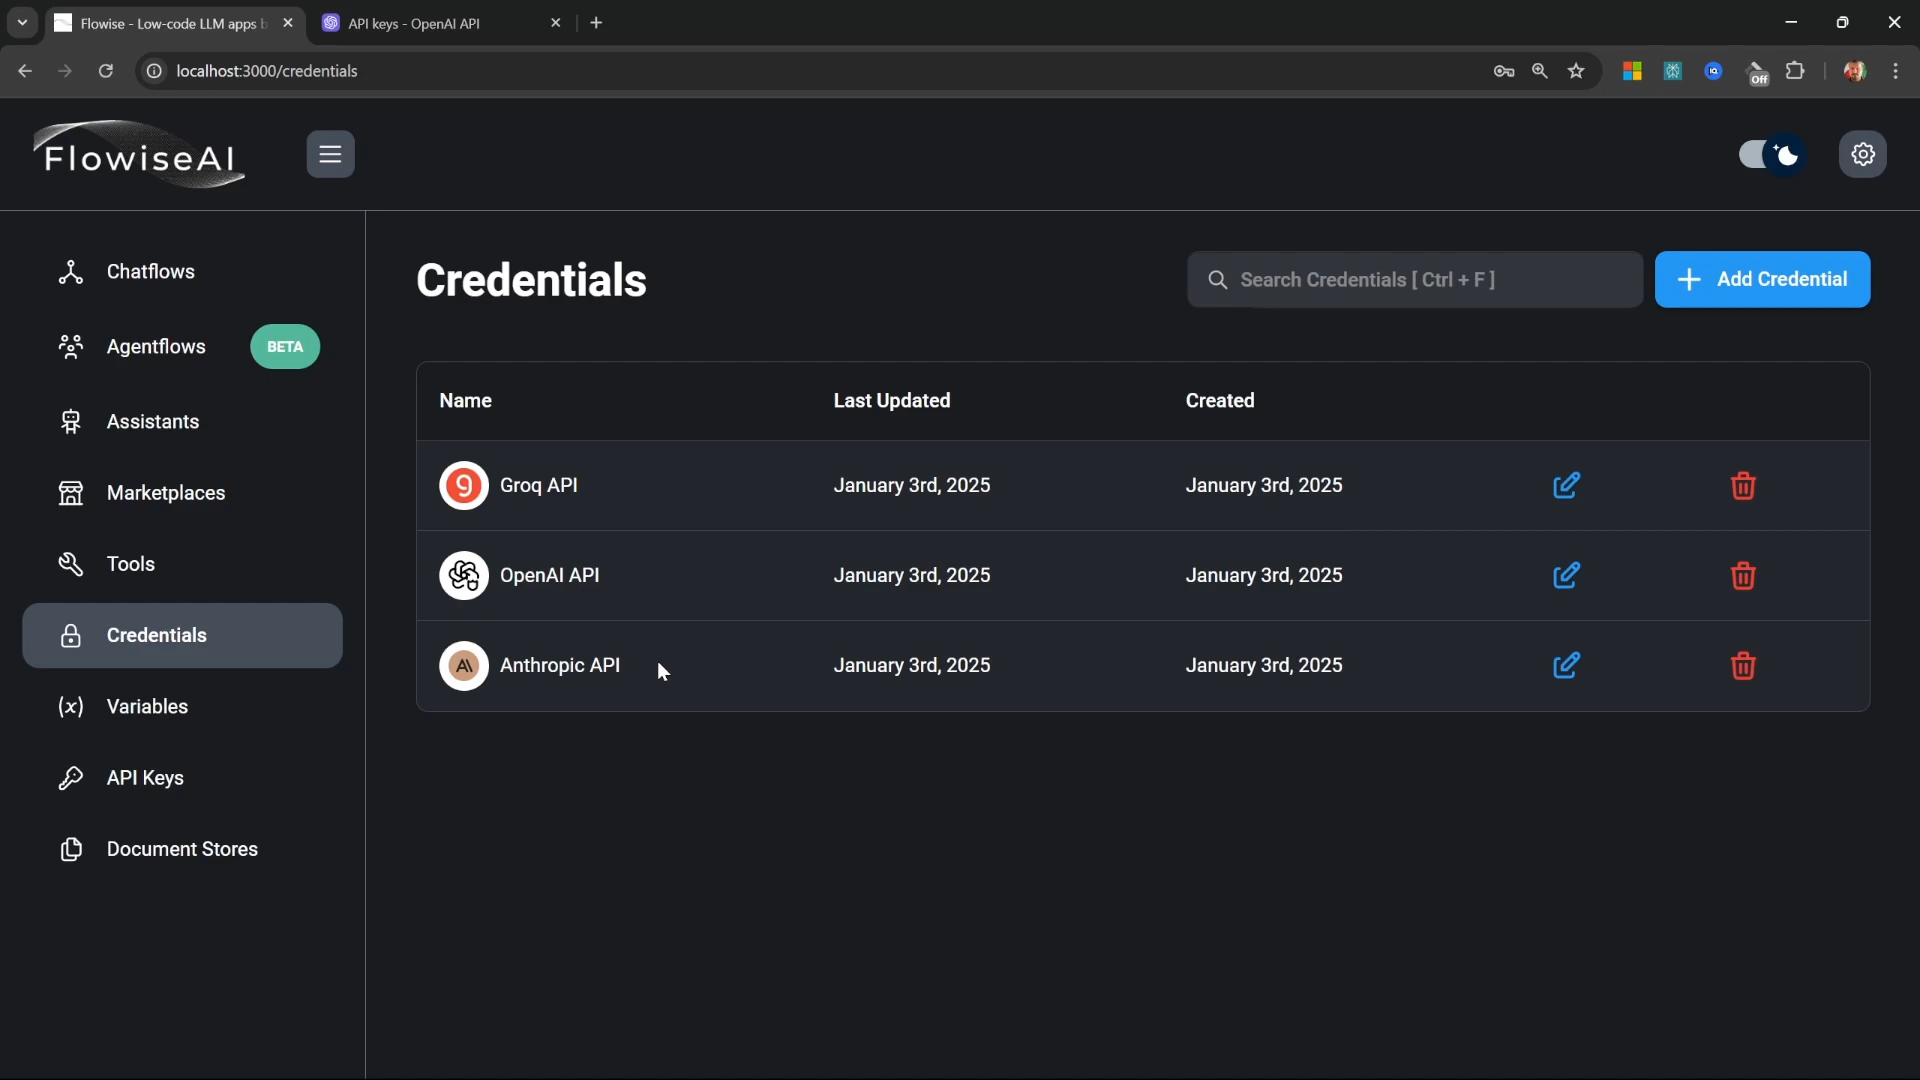 Flowise - Low-code LLM apps b
API keys - OpenAI API
localhost:3000/credentials
Off
FlowiseAI
Chatflows
Agentflows BETA
Assistants
Marketplaces
Tools
Credentials
Variables
API Keys
Document Stores
Credentials
Search Credentials [ Ctrl + F ]
Add Credential
Name Last Updated Created
Groq API January 3rd, 2025 January 3rd, 2025
OpenAI API January 3rd, 2025 January 3rd, 2025
Anthropic API January 3rd, 2025 January 3rd, 2025